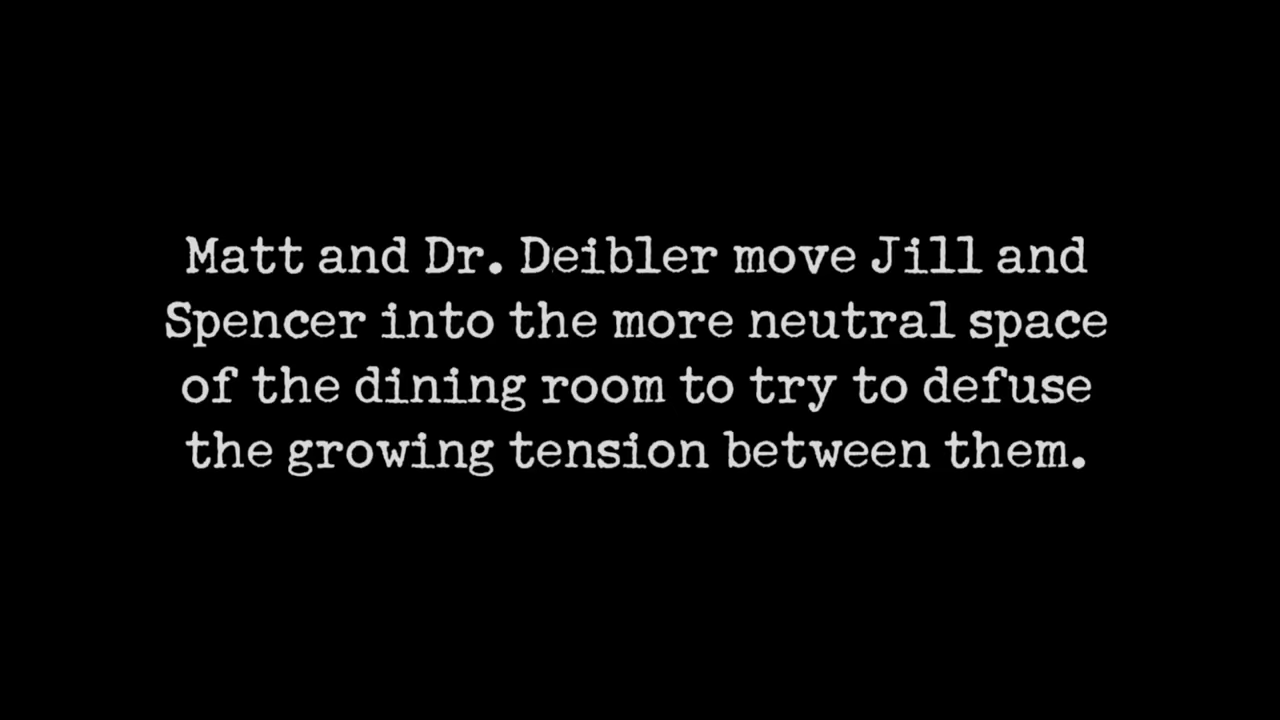 Matt and Dr. Deibler move Jill and
Spencer into the more neutral space
of the dining room to try to defuse
the growing tension between them.